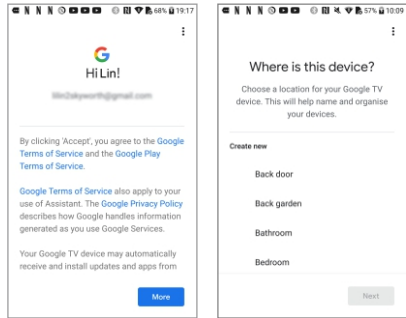 68% 19:17
Hi Lin!
By clicking 'Accept', you agree to the Google
Terms of Service and the Google Play
Terms of Service.
Google Terms of Service also apply to your
use of Assistant. The Google Privacy Policy
describes how Google handles information
generated as you use Google Services.
Your Google TV device may automatically
receive and install updates and apps from
More
57% 10:09
Where is this device?
Choose a location for your Google TV
device. This will help name and organise
your devices.
Create new
Back door
Back garden
Bathroom
Bedroom
Next